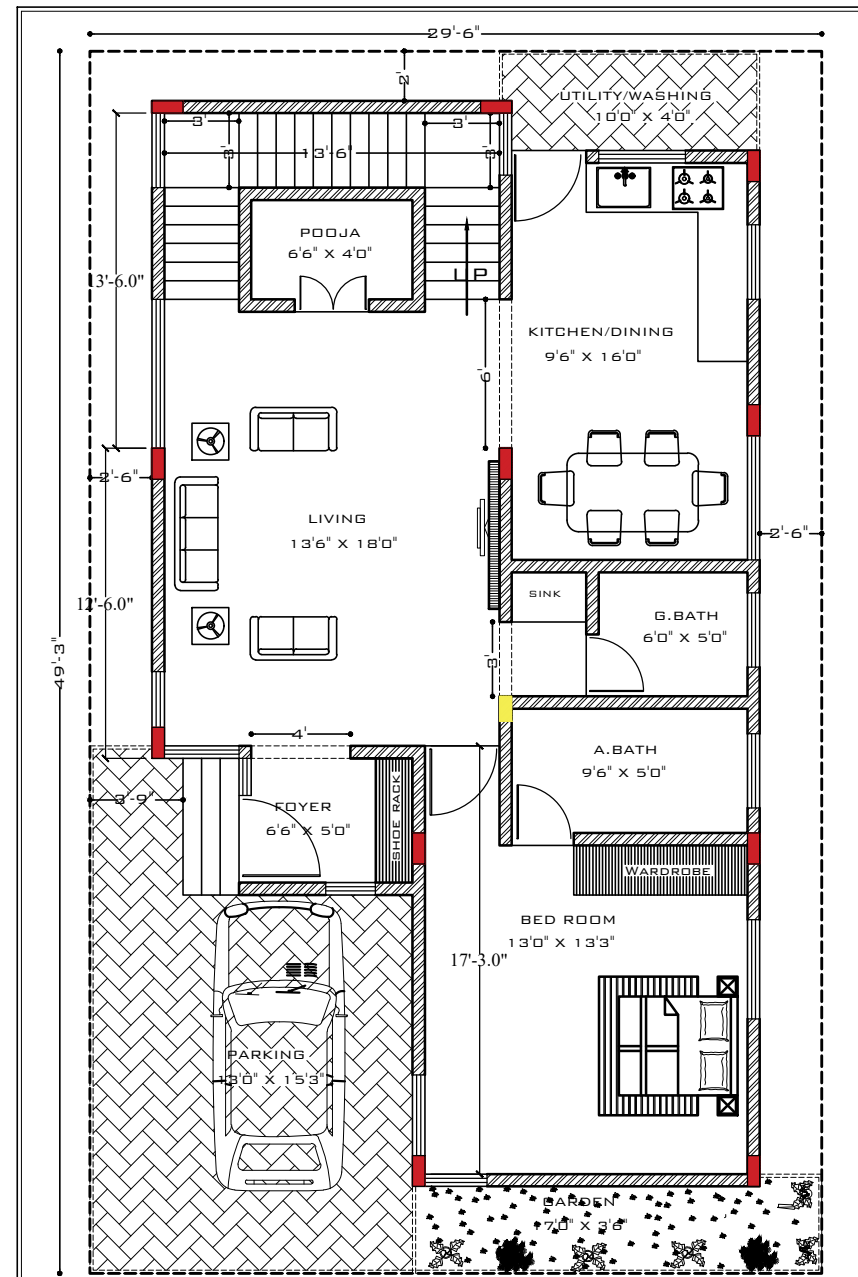 29'-6"
2'
UTILITY/WASHING
10'0" X 4'0"
3'
3'
13'-6"
3'
3'
POOJA
6'6" X 4'0"
UP
13'-6.0"
KITCHEN/DINING
9'6" X 16'0"
6'
2'-6"
LIVING
13'6" X 18'0"
2'-6"
SINK
12'-6.0"
G.BATH
6'0" X 5'0"
49'-3"
3'
4'
A.BATH
9'6" X 5'0"
3'-9"
FOYER
6'6" X 5'0"
SHOE RACK
WARDROBE
BED ROOM
13'0" X 13'3"
17'-3.0"
PARKING
13'0" X 15'3"
GARDEN
17'0" X 3'6"